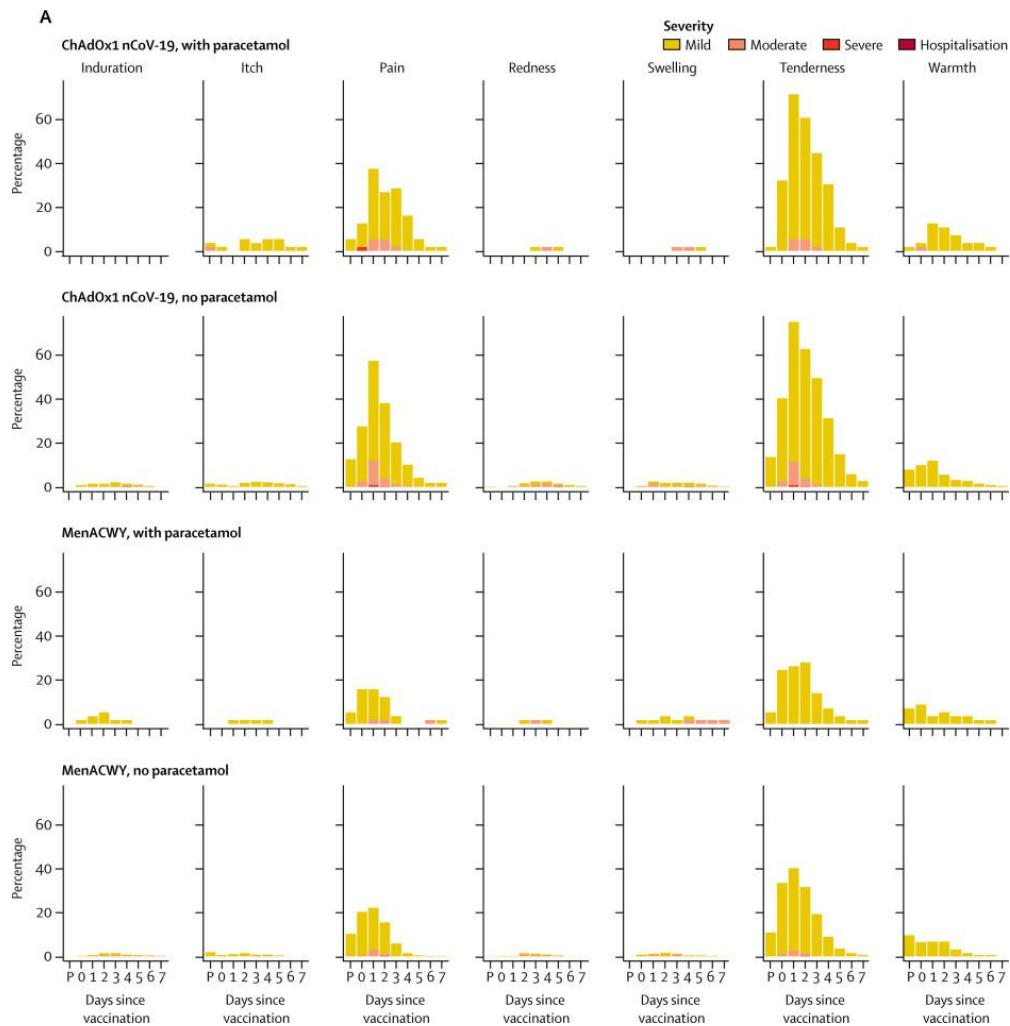 A
Severity
Mild Moderate Severe Hospitalisation
ChAdOx1 nCoV-19, with paracetamol
Induration Itch Pain Redness Swelling Tenderness Warmth
Percentage
60
40
20
0
ChAdOx1 nCoV-19, no paracetamol
Percentage
60
40
20
0
MenACWY, with paracetamol
Percentage
60
40
20
0
MenACWY, no paracetamol
Percentage
60
40
20
0
P 0 1 2 3 4 5 6 7 P 0 1 2 3 4 5 6 7 P 0 1 2 3 4 5 6 7 P 0 1 2 3 4 5 6 7 P 0 1 2 3 4 5 6 7 P 0 1 2 3 4 5 6 7 P 0 1 2 3 4 5 6 7
Days since Days since Days since Days since Days since Days since Days since
vaccination vaccination vaccination vaccination vaccination vaccination vaccination